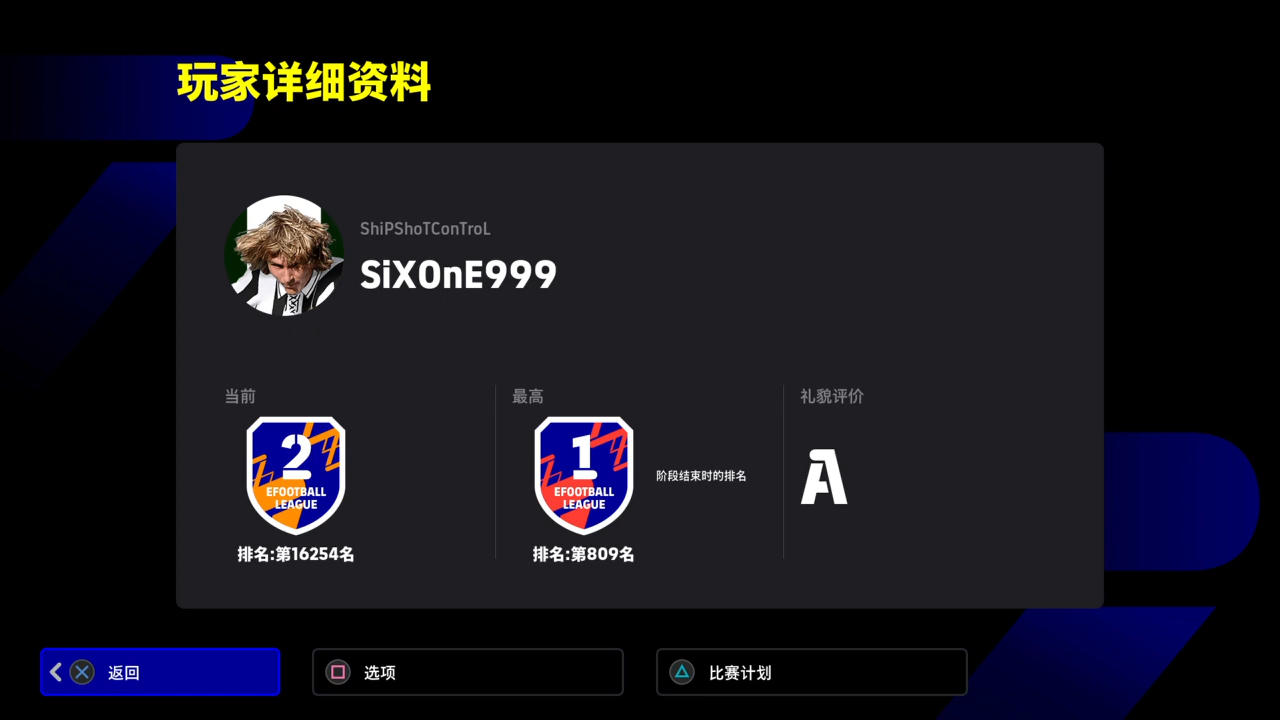 玩家详细资料
ShiPShoTConTroL
SiXOnE999
当前
最高
礼貌评价
2
EFOOTBALL
LEAGUE
1
EFOOTBALL
LEAGUE
阶段结束时的排名
A
排名:第16254名
排名:第809名
返回
选项
比赛计划